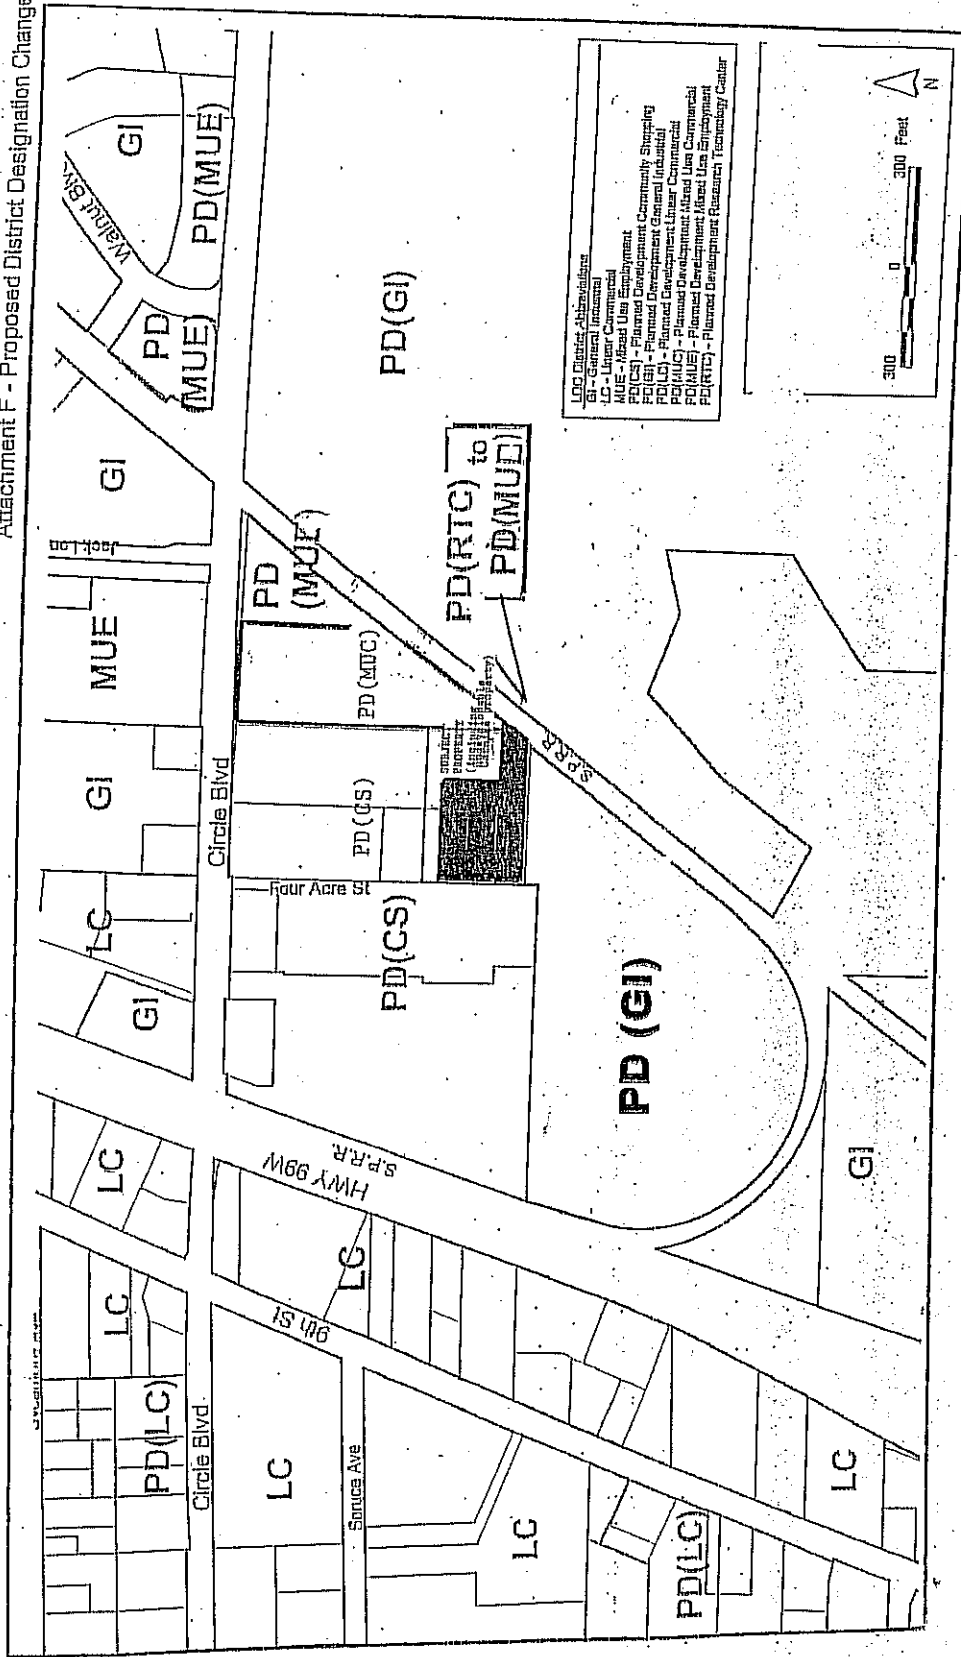 Attachment F - Proposed District Designation Change
Walnut Blvd
GI
PD(MUE)
PD
(MUE)
GI
Jack Lon
MUE
GI
LC
GI
LC
LC
PD(LC)
Circle Blvd
Circle Blvd
PD(GI)
PD
(MUE)
PD(MUC)
PD(RTC) to
PD(MUC)
PD(CS)
SUBJECT
PROPERTY
S.P.R.R.
Four Acre St
PD(CS)
PD (GI)
S.P.R.R.
HWY 99W
LC
9th St
Spruce Ave
LC
LC
PD(LC)
LC
GI
LDC District Abbreviations
GI - General Industrial
LC - Linear Commercial
MUE - Mixed Use Employment
PD(CS) - Planned Development Community Shopping
PD(GI) - Planned Development General Industrial
PD(LC) - Planned Development Linear Commercial
PD(MUC) - Planned Development Mixed Use Commercial
PD(MUE) - Planned Development Mixed Use Employment
PD(RTC) - Planned Development Research Technology Center
300 0 300 Feet
N